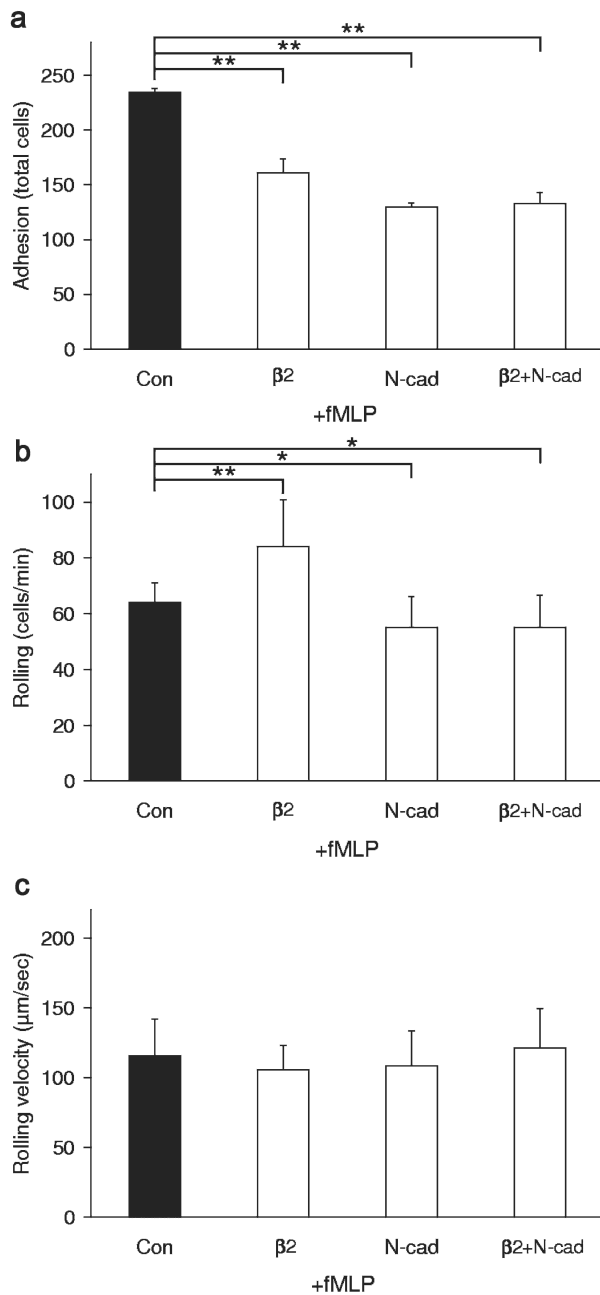 a
**
**
**
250
200
150
100
50
0
Adhesion (total cells)
Con β2 N-cad β2+N-cad
+fMLP
b
*
*
**
100
80
60
40
20
0
Rolling (cells/min)
Con β2 N-cad β2+N-cad
+fMLP
c
200
150
100
50
0
Rolling velocity (μm/sec)
Con β2 N-cad β2+N-cad
+fMLP